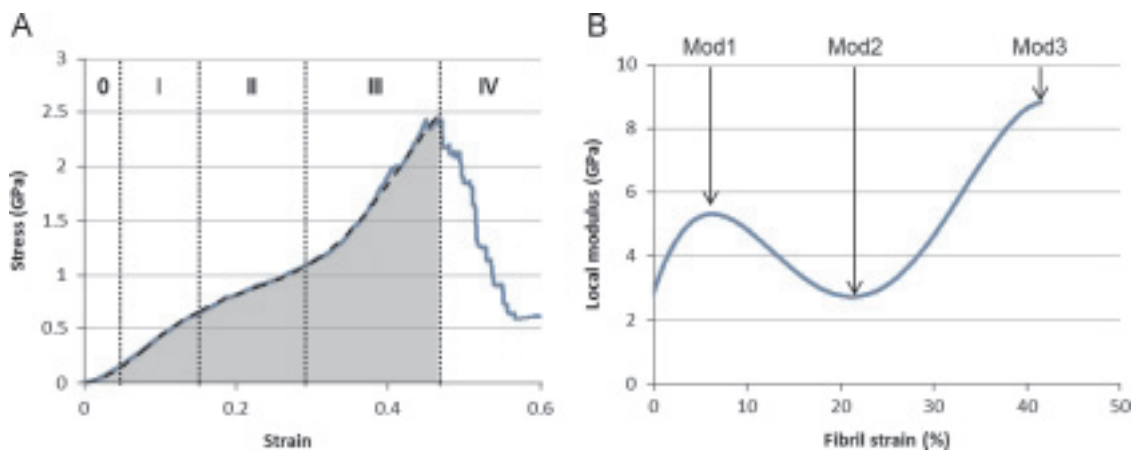 A
3
0 I II III IV
2.5
2
1.5
1
0.5
0
Stress (GPa)
0 0.2 0.4 0.6
Strain
B
Mod1 Mod2 Mod3
10
8
6
4
2
0
Local modulus (GPa)
0 10 20 30 40 50
Fibril strain (%)